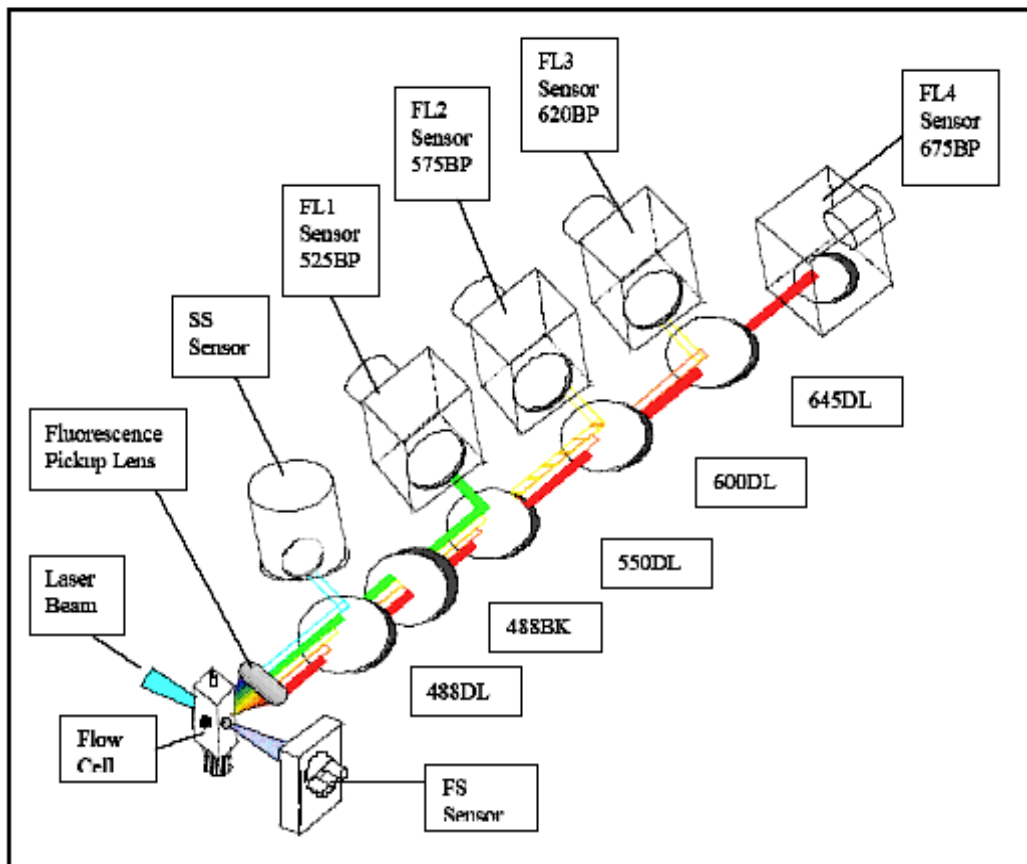 FL3
Sensor
620BP
FL4
Sensor
675BP
FL2
Sensor
575BP
FL1
Sensor
525BP
SS
Sensor
Fluorescence
Pickup Lens
Laser
Beam
Flow
Cell
FS
Sensor
488DL
488BK
550DL
600DL
645DL